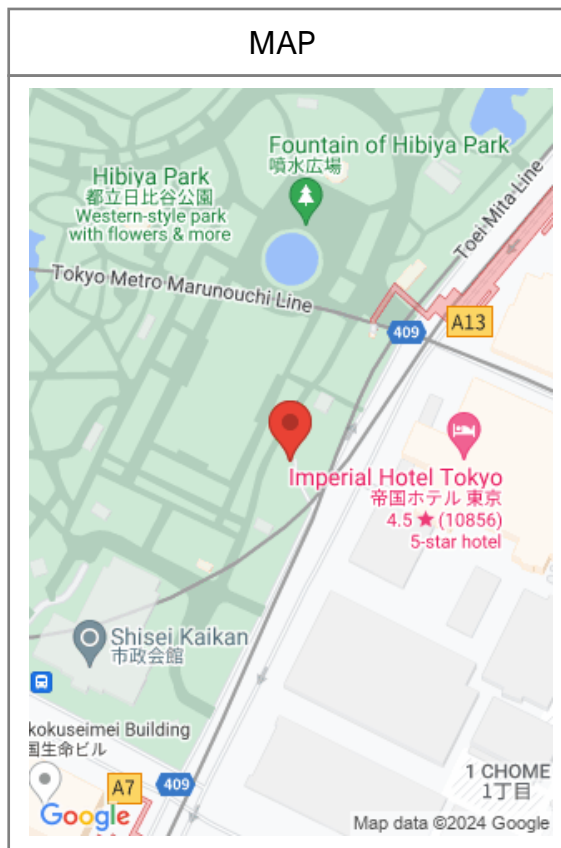 MAP
Fountain of Hibiya Park
噴水広場
Hibiya Park
都立日比谷公園
Western-style park
with flowers & more
Toei Mita Line
Tokyo Metro Marunouchi Line
409
A13
Imperial Hotel Tokyo
帝国ホテル 東京
4.5 ★ (10856)
5-star hotel
Shisei Kaikan
市政会館
kokuseimei Building
国生命ビル
1 CHOME
1丁目
A7
409
Google
Map data ©2024 Google